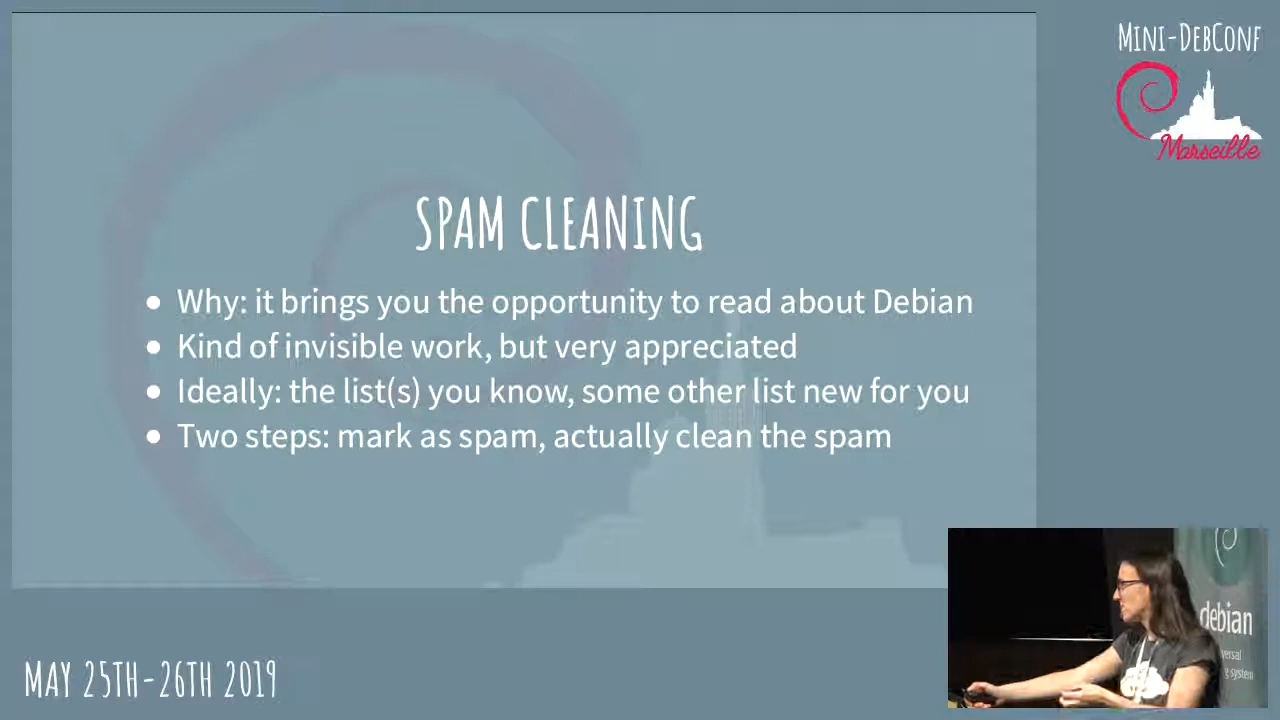 Mini-DebConf
Marseille
SPAM CLEANING
Why: it brings you the opportunity to read about Debian
Kind of invisible work, but very appreciated
Ideally: the list(s) you know, some other list new for you
Two steps: mark as spam, actually clean the spam
debian
system
MAY 25TH-26TH 2019